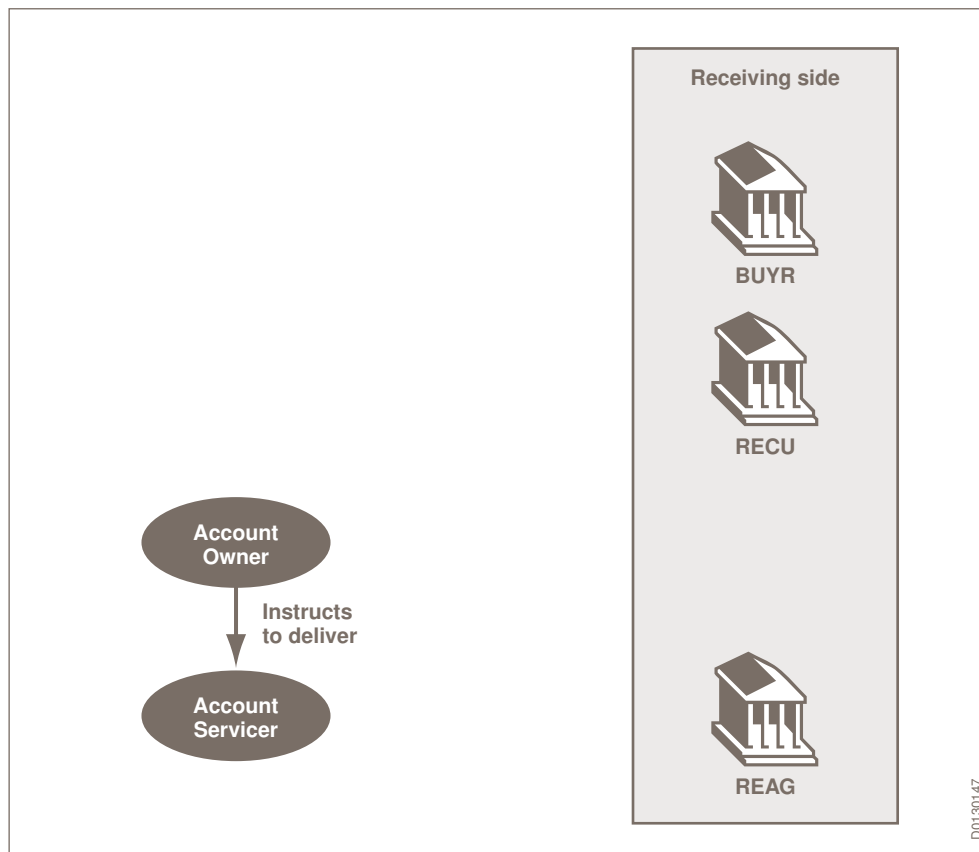 Receiving side
BUYR
RECU
Account
Owner
Instructs
to deliver
Account
Servicer
REAG
D0130147